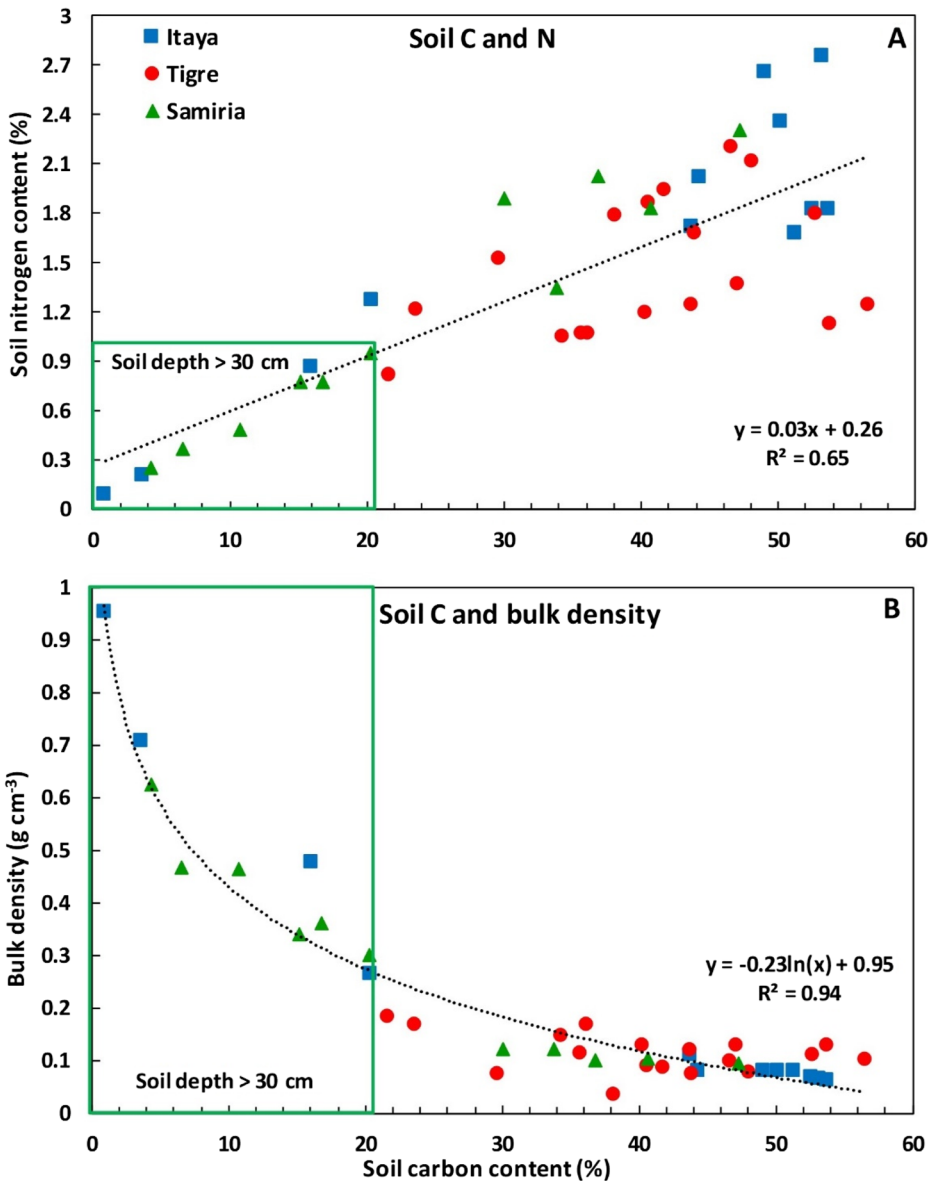 Soil C and N
A
Itaya
Tigre
Samiria
3
2.7
2.4
2.1
1.8
1.5
1.2
0.9
0.6
0.3
0
Soil nitrogen content (%)
Soil depth > 30 cm
y = 0.03x + 0.26
R² = 0.65
0 10 20 30 40 50 60
Soil C and bulk density
B
1
0.9
0.8
0.7
0.6
0.5
0.4
0.3
0.2
0.1
0
Bulk density (g cm⁻³)
y = -0.23ln(x) + 0.95
R² = 0.94
Soil depth > 30 cm
0 10 20 30 40 50 60
Soil carbon content (%)